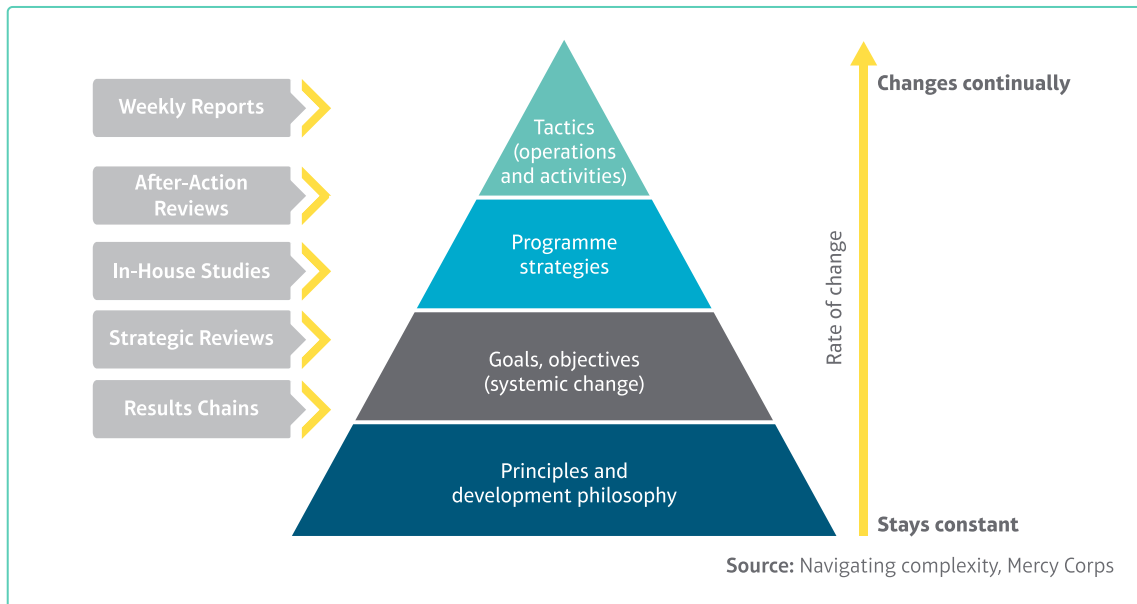 Weekly Reports
After-Action
Reviews
In-House Studies
Strategic Reviews
Results Chains
Tactics
(operations
and activities)
Programme
strategies
Goals, objectives
(systemic change)
Principles and
development philosophy
Changes continually
Rate of change
Stays constant
Source: Navigating complexity, Mercy Corps